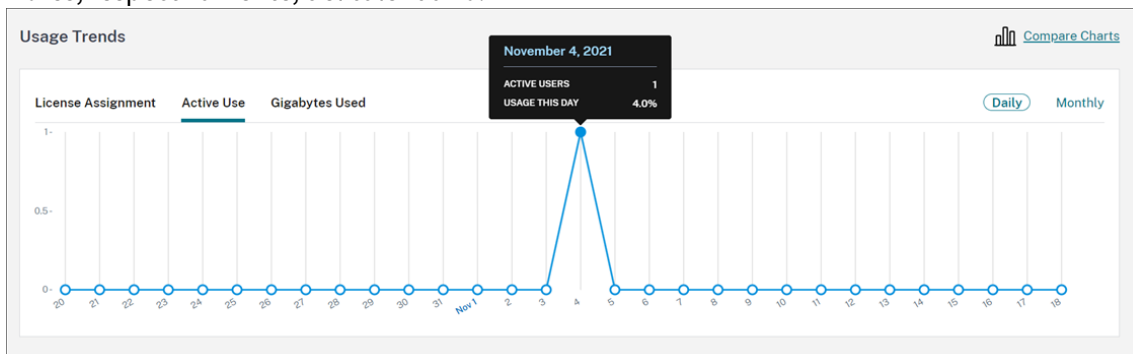 Usage Trends
Compare Charts
November 4, 2021
ACTIVE USERS 1
USAGE THIS DAY 4.0%
License Assignment Active Use Gigabytes Used
Daily Monthly
1-
0.5-
0-
20 21 22 23 24 25 26 27 28 29 30 31 Nov 1 2 3 4 5 6 7 8 9 10 11 12 13 14 15 16 17 18